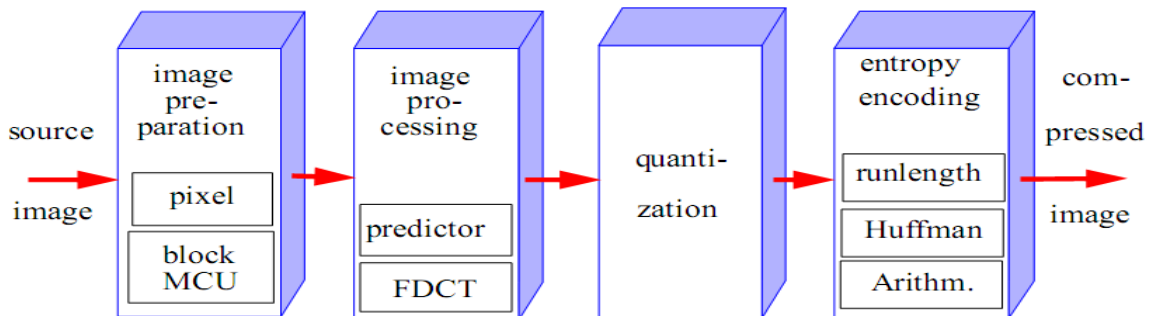 source
image
image
pre-
paration
pixel
block
MCU
image
pro-
cessing
predictor
FDCT
quanti-
zation
entropy
encoding
runlength
Huffman
Arithm.
com-
pressed
image